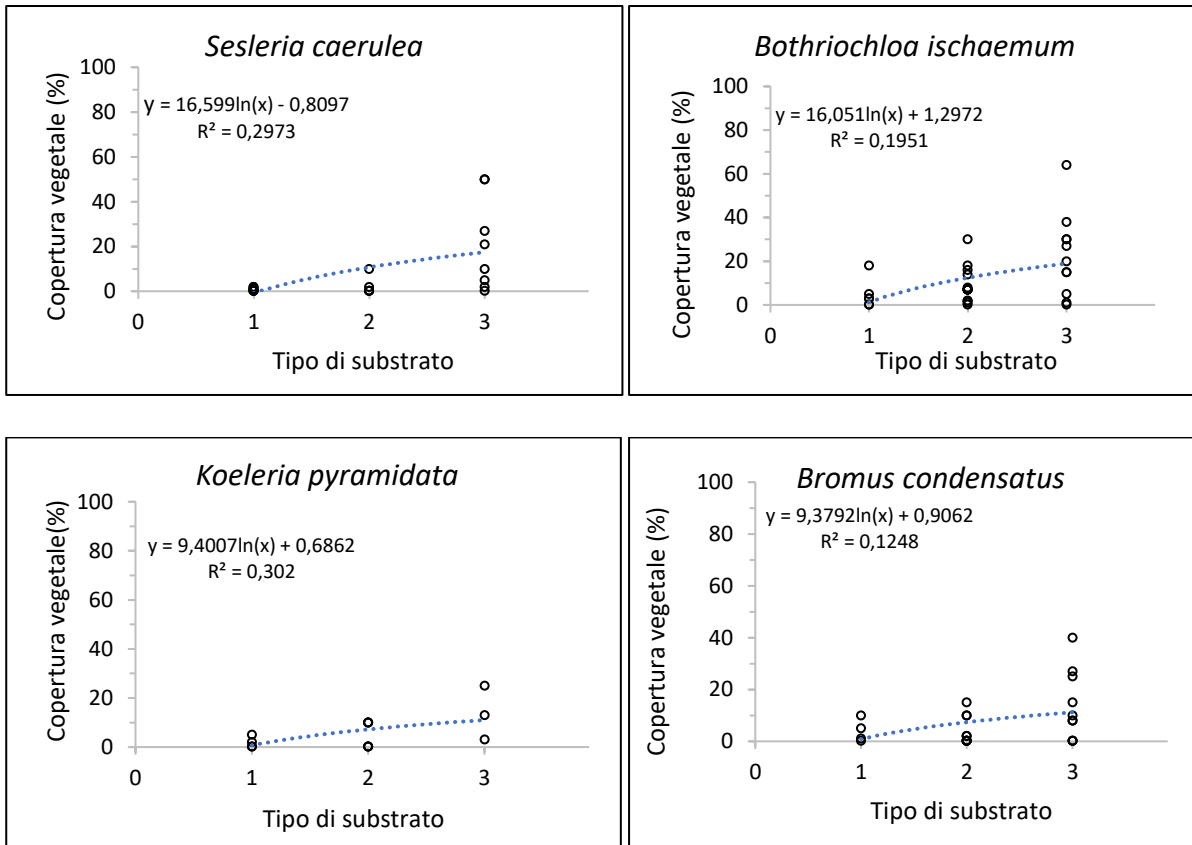 Sesleria caerulea
100
80
60
40
20
0
Copertura vegetale (%)
y = 16,599ln(x) - 0,8097
R² = 0,2973
0 1 2 3
Tipo di substrato
Bothriochloa ischaemum
100
80
60
40
20
0
Copertura vegetale (%)
y = 16,051ln(x) + 1,2972
R² = 0,1951
0 1 2 3
Tipo di substrato
Koeleria pyramidata
100
80
60
40
20
0
Copertura vegetale(%)
y = 9,4007ln(x) + 0,6862
R² = 0,302
0 1 2 3
Tipo di substrato
Bromus condensatus
100
80
60
40
20
0
Copertura vegetale (%)
y = 9,3792ln(x) + 0,9062
R² = 0,1248
0 1 2 3
Tipo di substrato